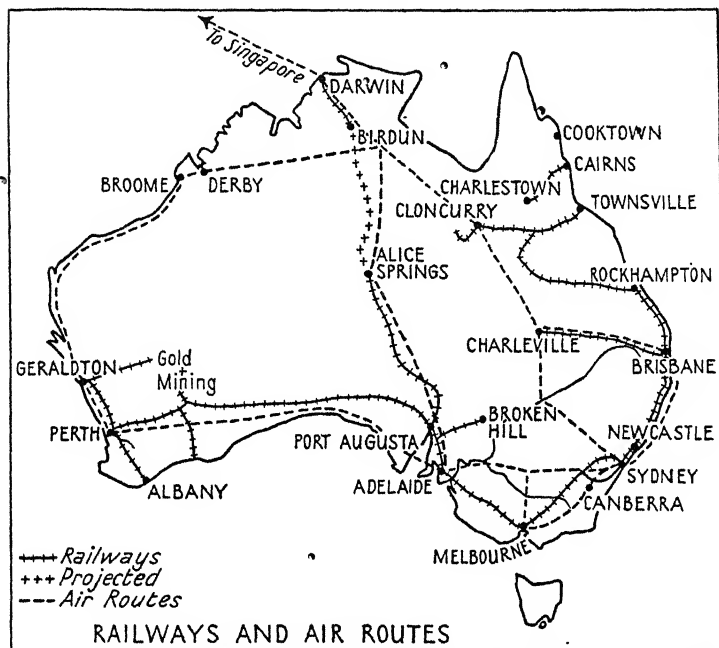 To Singapore
DARWIN
BIRDUN
COOKTOWN
CAIRNS
CHARLESTOWN
BROOME
DERBY
CLONCURRY
TOWNSVILLE
ALICE
SPRINGS
ROCKHAMPTON
CHARLEVILLE
BRISBANE
GERALDTON
Gold
Mining
BROKEN
HILL
NEWCASTLE
PERTH
PORT AUGUSTA
SYDNEY
ADELAIDE
CANBERRA
ALBANY
MELBOURNE
Railways
Projected
Air Routes
RAILWAYS AND AIR ROUTES